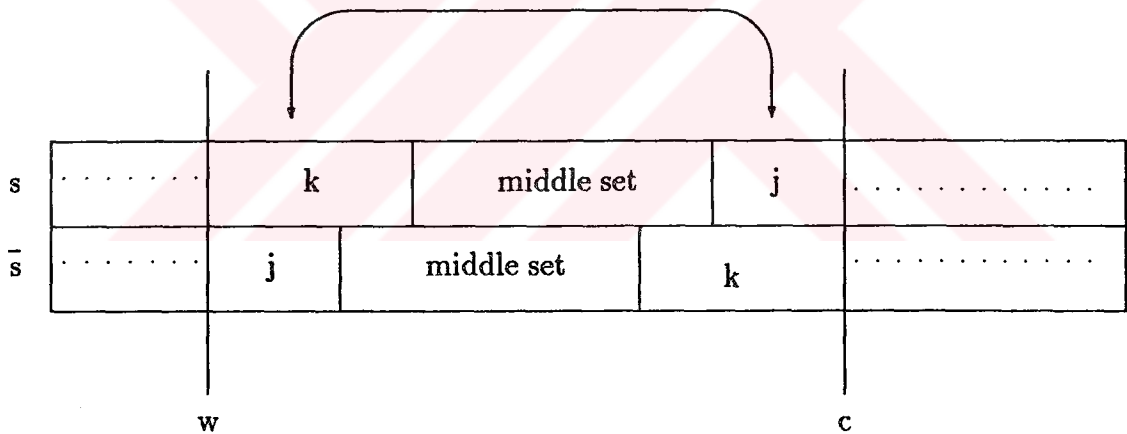 s . . . . . . . k middle set j . . . . . . . . . . . . .
s̄ . . . . . . . j middle set k . . . . . . . . . . . . .
w c